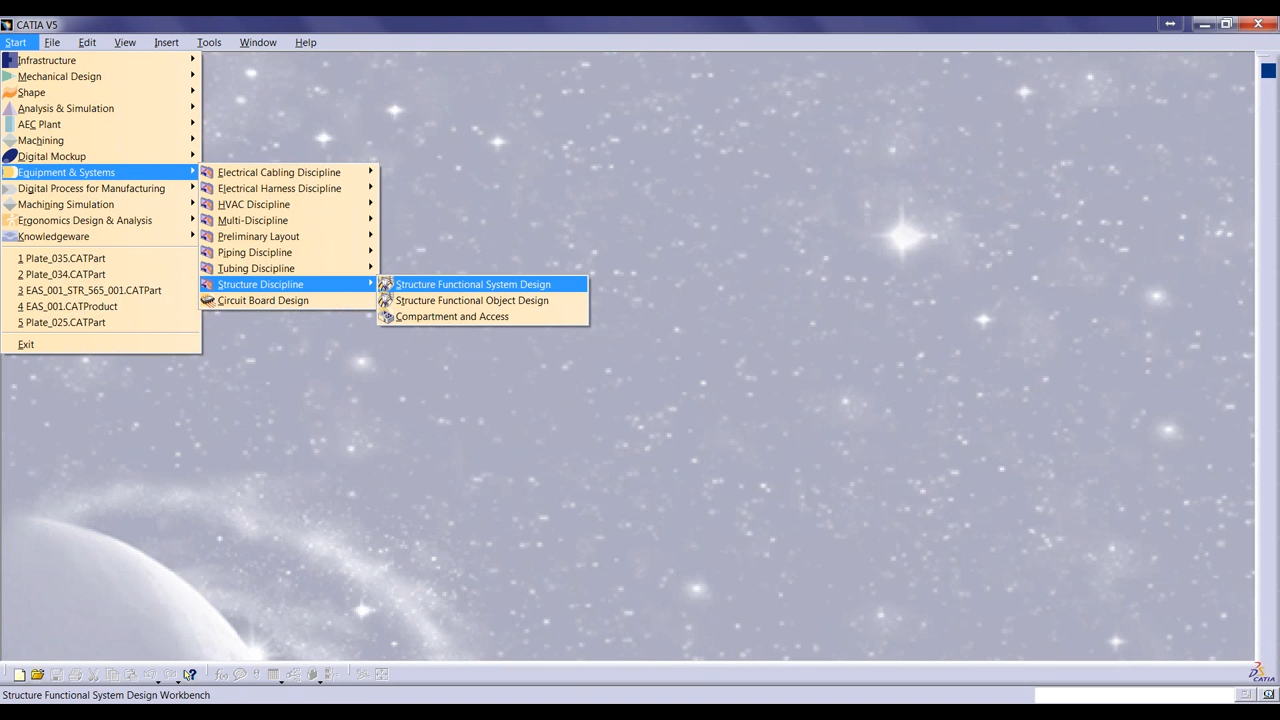 CATIA V5
Start File Edit View Insert Tools Window Help
Infrastructure
Mechanical Design
Shape
Analysis & Simulation
AEC Plant
Machining
Digital Mockup
Equipment & Systems
Digital Process for Manufacturing
Machining Simulation
Ergonomics Design & Analysis
Knowledgeware
1 Plate_035.CATPart
2 Plate_034.CATPart
3 EAS_001_STR_565_001.CATPart
4 EAS_001.CATProduct
5 Plate_025.CATPart
Exit
Electrical Cabling Discipline
Electrical Harness Discipline
HVAC Discipline
Multi-Discipline
Preliminary Layout
Piping Discipline
Tubing Discipline
Structure Discipline
Circuit Board Design
Structure Functional System Design
Structure Functional Object Design
Compartment and Access
CATIA
Structure Functional System Design Workbench